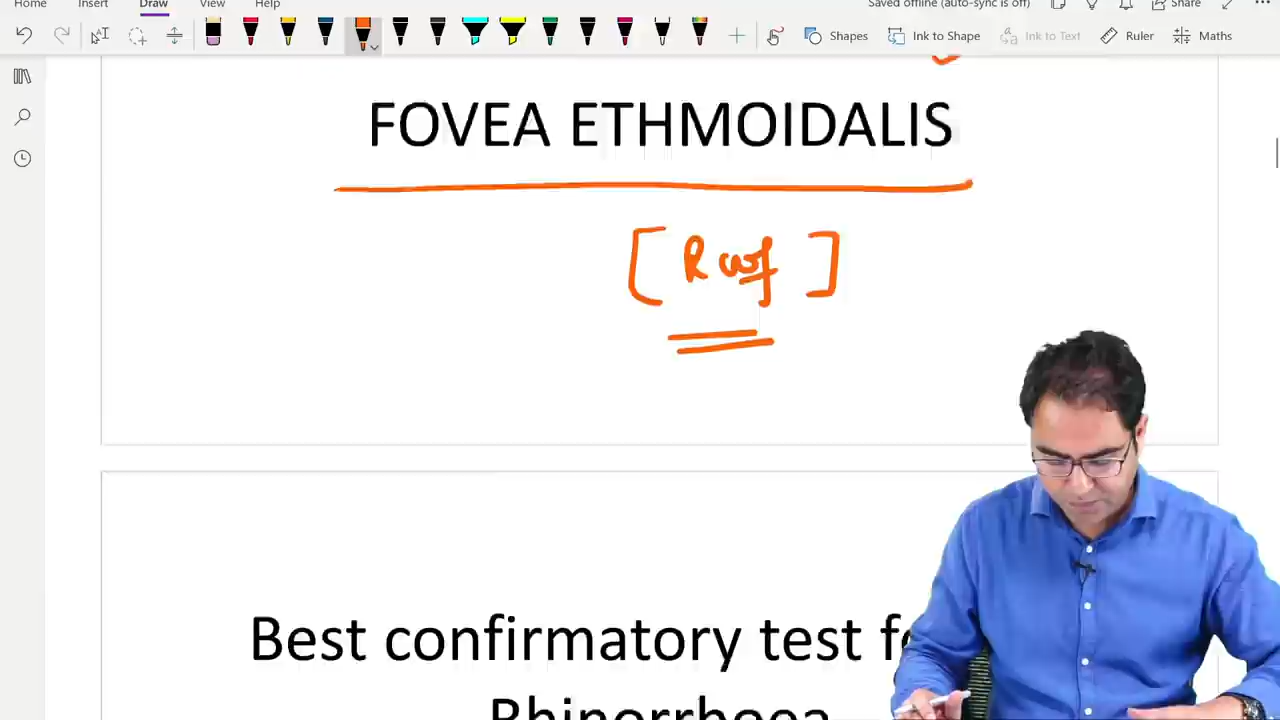 Home Insert Draw View Help Saved offline (auto-sync is off) Share
Shapes Ink to Shape Ink to Text Ruler Maths
FOVEA ETHMOIDALIS
[ Roof ]
Best confirmatory test
Rhinorrhoea